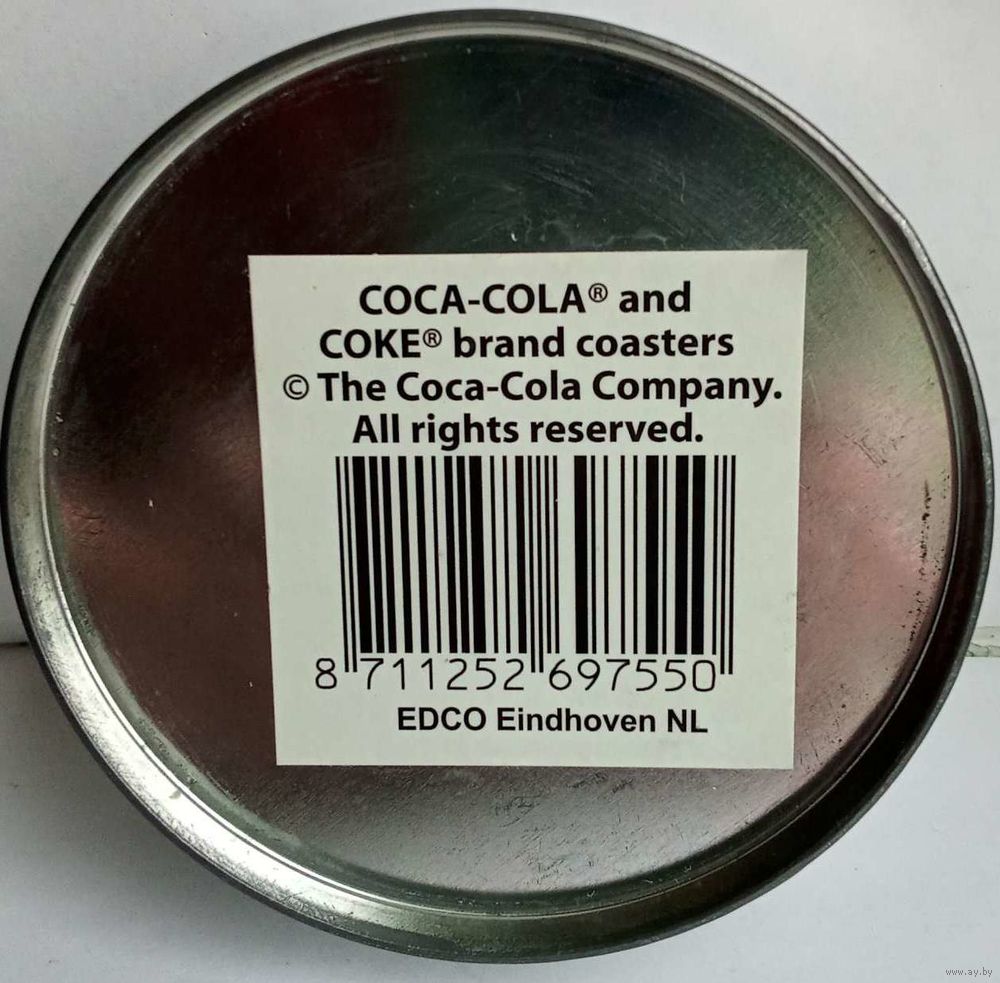 COCA-COLA® and
COKE® brand coasters
© The Coca-Cola Company.
All rights reserved.
8 711252 697550
EDCO Eindhoven NL
www.ay.by